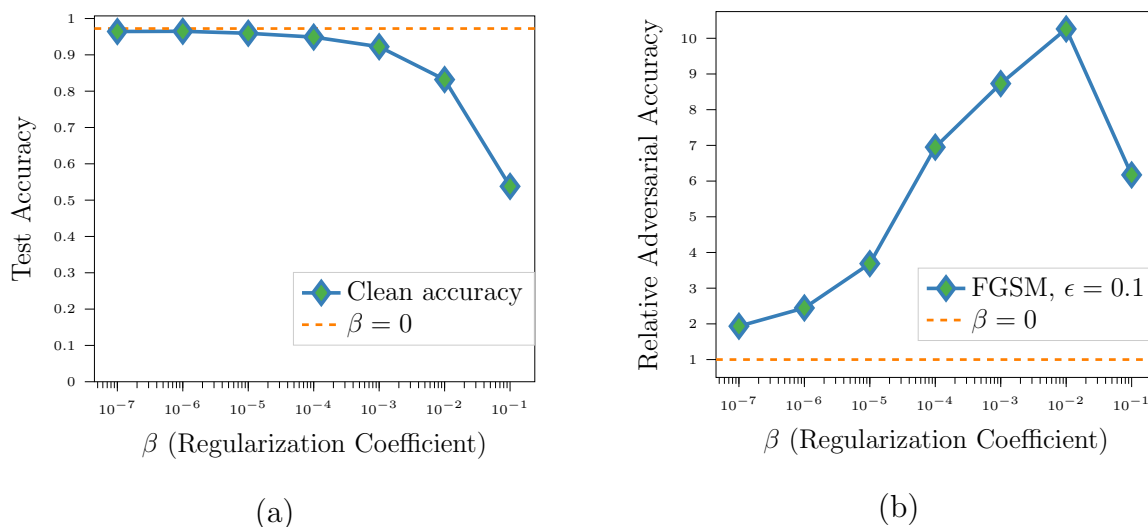 1
0.9
0.8
0.7
0.6
0.5
0.4
0.3
0.2
0.1
0
Test Accuracy
Clean accuracy
β = 0
10⁻⁷ 10⁻⁶ 10⁻⁵ 10⁻⁴ 10⁻³ 10⁻² 10⁻¹
β (Regularization Coefficient)
(a)
10
9
8
7
6
5
4
3
2
1
Relative Adversarial Accuracy
FGSM, ϵ = 0.1
β = 0
10⁻⁷ 10⁻⁶ 10⁻⁵ 10⁻⁴ 10⁻³ 10⁻² 10⁻¹
β (Regularization Coefficient)
(b)